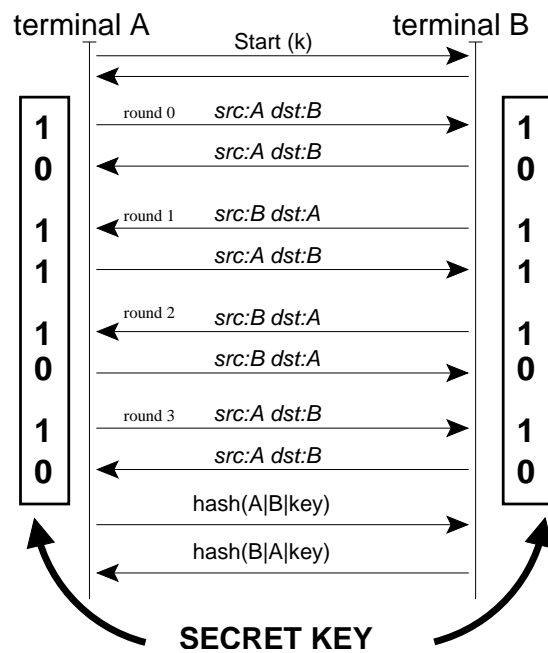 terminal A terminal B
Start (k)
round 0 src:A dst:B
1 1
src:A dst:B
0 0
round 1 src:B dst:A
1 1
src:A dst:B
1 1
round 2 src:B dst:A
1 1
src:B dst:A
0 0
round 3 src:A dst:B
1 1
src:A dst:B
0 0
hash(A|B|key)
hash(B|A|key)
SECRET KEY